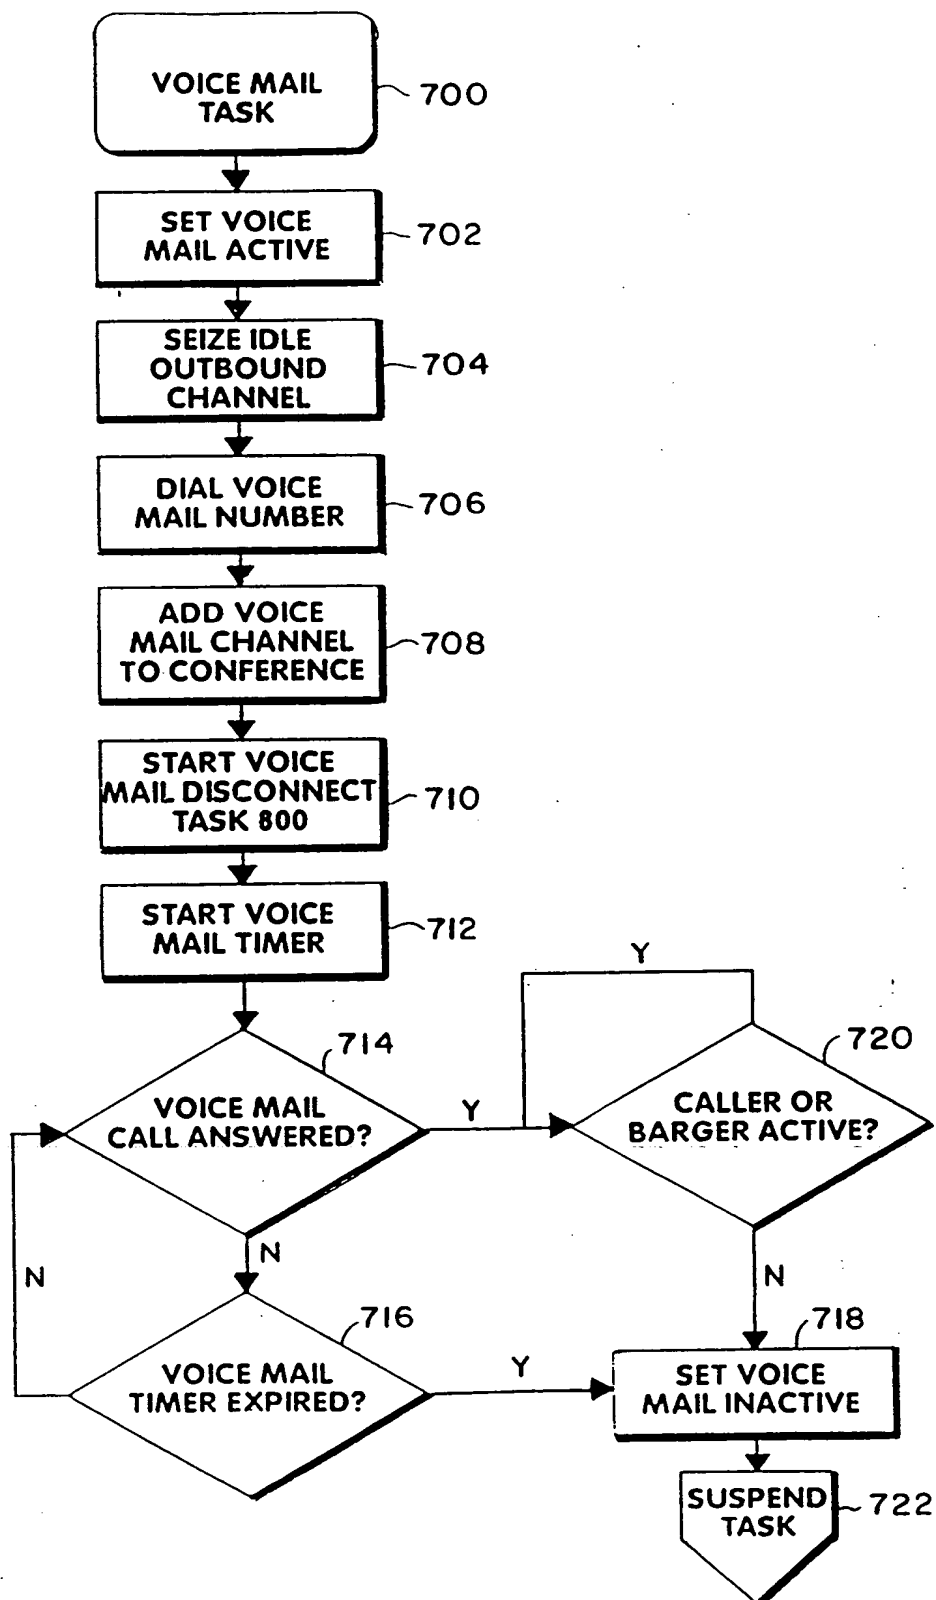 VOICE MAIL
TASK
700
SET VOICE
MAIL ACTIVE
702
SEIZE IDLE
OUTBOUND
CHANNEL
704
DIAL VOICE
MAIL NUMBER
706
ADD VOICE
MAIL CHANNEL
TO CONFERENCE
708
START VOICE
MAIL DISCONNECT
TASK 800
710
START VOICE
MAIL TIMER
712
VOICE MAIL
CALL ANSWERED?
714
Y
Y
CALLER OR
BARGER ACTIVE?
720
N
N
N
VOICE MAIL
TIMER EXPIRED?
716
Y
SET VOICE
MAIL INACTIVE
718
SUSPEND
TASK
722